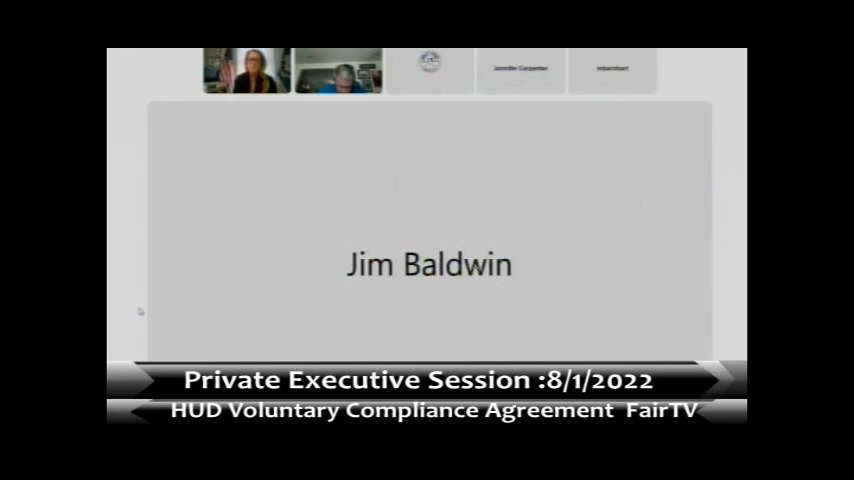 Jennifer Carpenter
Jim Baldwin
Private Executive Session :8/1/2022
HUD Voluntary Compliance Agreement FairTV